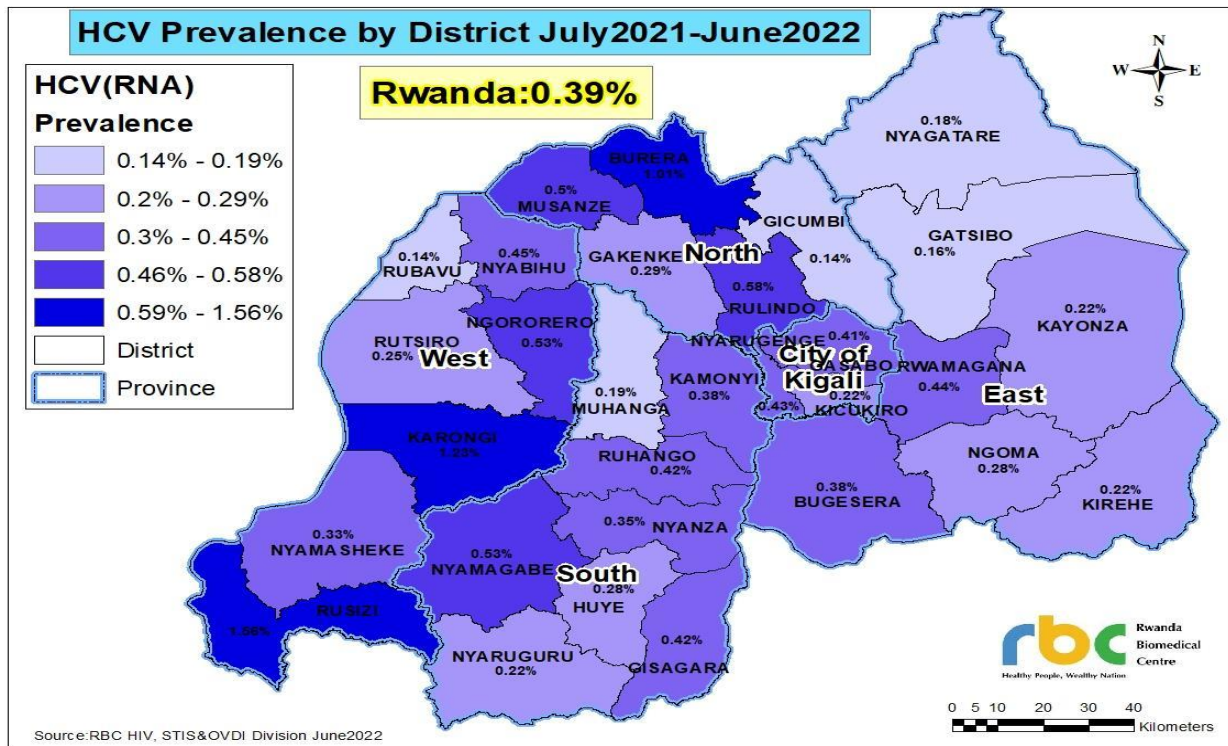 HCV Prevalence by District July2021-June2022
Rwanda:0.39%
HCV(RNA)
Prevalence
0.14% - 0.19%
0.2% - 0.29%
0.3% - 0.45%
0.46% - 0.58%
0.59% - 1.56%
District
Province
N
W E
S
0.18%
NYAGATARE
BURERA
1.01%
0.5%
MUSANZE
GICUMBI
0.14%
GATSIBO
0.16%
0.14%
RUBAVU
0.45%
NYABIHU
GAKENKE
0.29%
North
0.58%
RULINDO
0.22%
KAYONZA
NGORORERO
0.53%
RUTSIRO
0.25%
West
NYARUGENGE
0.43%
0.41%
GASABO
City of
Kigali
0.22%
KICUKIRO
RWAMAGANA
0.44%
East
0.19%
MUHANGA
KAMONYI
0.38%
KARONGI
1.23%
RUHANGO
0.42%
NGOMA
0.28%
0.38%
BUGESERA
0.22%
KIREHE
0.35%
NYANZA
0.33%
NYAMASHEKE
0.53%
NYAMAGABE
South
0.28%
HUYE
RUSIZI
1.56%
NYARUGURU
0.22%
0.42%
GISAGARA
rbc
Rwanda
Biomedical
Centre
Healthy People, Wealthy Nation
0 5 10 20 30 40
Kilometers
Source:RBC HIV, STIS&OVDI Division June2022